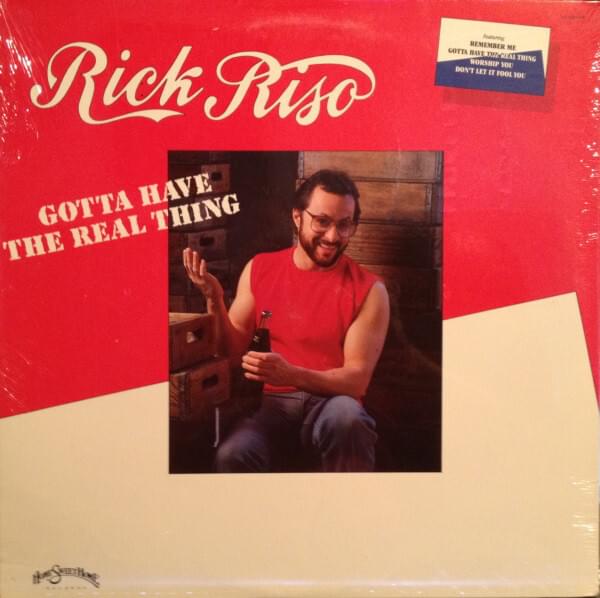 Rick Riso
Featuring
REMEMBER ME
GOTTA HAVE THE REAL THING
WORSHIP YOU
DON'T LET IT FOOL YOU
GOTTA HAVE
THE REAL THING
Home Sweet Home
RECORDS